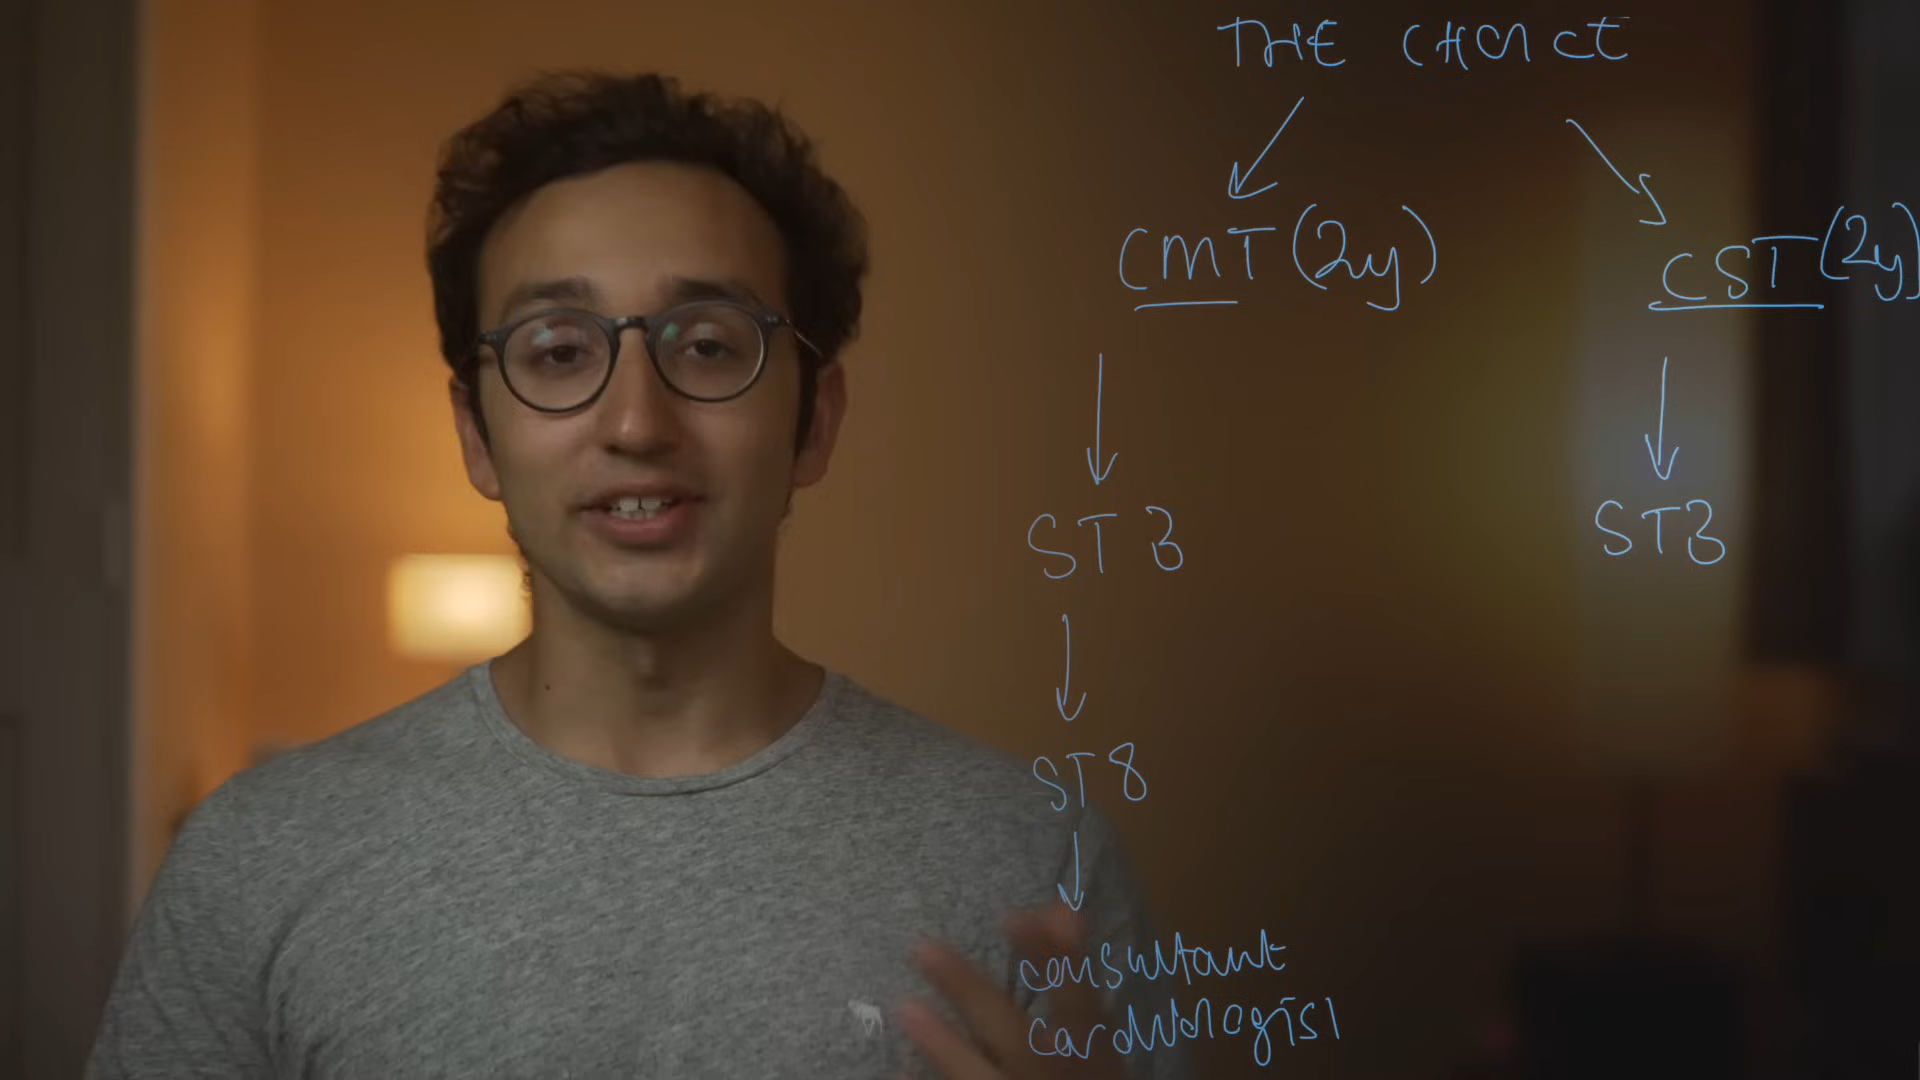 THE CHOICE
CMT (2y)
CST (2y)
ST3
ST3
ST8
consultant
cardiologist